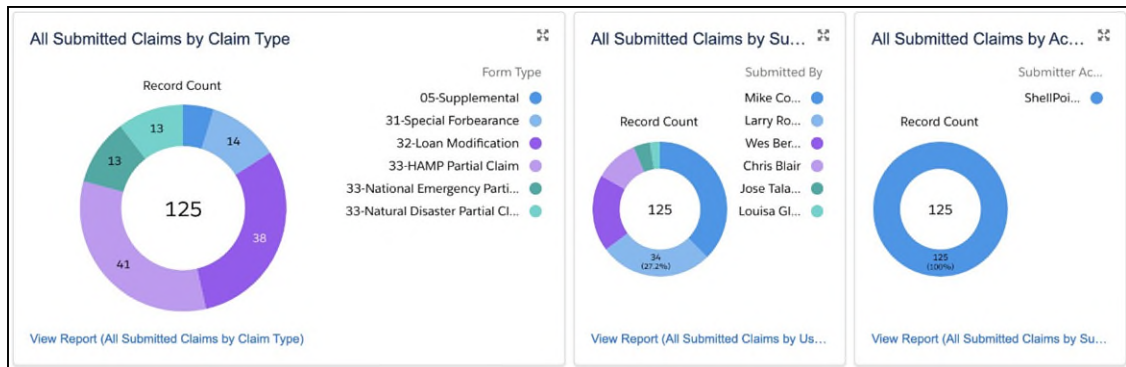 All Submitted Claims by Claim Type
Record Count
13
14
13
125
38
41
Form Type
05-Supplemental
31-Special Forbearance
32-Loan Modification
33-HAMP Partial Claim
33-National Emergency Parti...
33-Natural Disaster Partial Cl...
View Report (All Submitted Claims by Claim Type)
All Submitted Claims by Su...
Submitted By
Mike Co...
Larry Ro...
Wes Ber...
Chris Blair
Jose Tala...
Louisa Gl...
Record Count
125
34
(27.2%)
View Report (All Submitted Claims by Us...
All Submitted Claims by Ac...
Submitter Ac...
ShellPoi...
Record Count
125
125
(100%)
View Report (All Submitted Claims by Su...